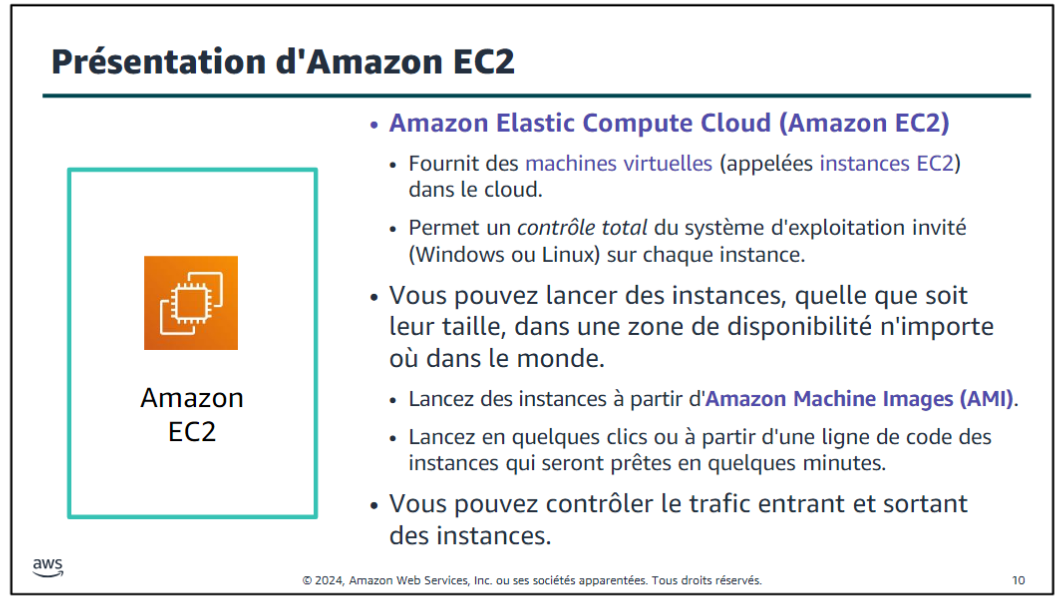 Présentation d'Amazon EC2
Amazon
EC2
• Amazon Elastic Compute Cloud (Amazon EC2)
• Fournit des machines virtuelles (appelées instances EC2)
dans le cloud.
• Permet un contrôle total du système d'exploitation invité
(Windows ou Linux) sur chaque instance.
• Vous pouvez lancer des instances, quelle que soit
leur taille, dans une zone de disponibilité n'importe
où dans le monde.
• Lancez des instances à partir d'Amazon Machine Images (AMI).
• Lancez en quelques clics ou à partir d'une ligne de code des
instances qui seront prêtes en quelques minutes.
• Vous pouvez contrôler le trafic entrant et sortant
des instances.
aws
© 2024, Amazon Web Services, Inc. ou ses sociétés apparentées. Tous droits réservés.
10